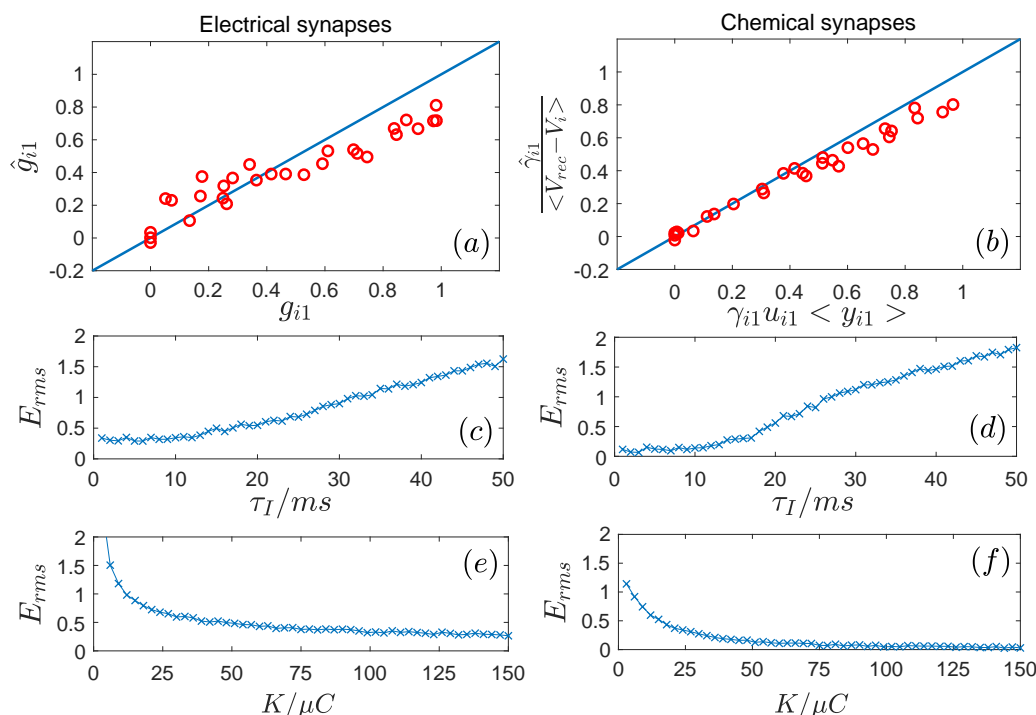 Electrical synapses
1
0.8
0.6
0.4
0.2
0
-0.2
ĝ_{i1}
(a)
0 0.2 0.4 0.6 0.8 1
g_{i1}
Chemical synapses
1
0.8
0.6
0.4
0.2
0
-0.2
γ̂_{i1}
<V_{rec}−V_i>
(b)
0 0.2 0.4 0.6 0.8 1
γ_{i1}u_{i1} < y_{i1} >
2
1.5
1
0.5
0
E_{rms}
(c)
0 10 20 30 40 50
τ_I/ms
2
1.5
1
0.5
0
E_{rms}
(d)
0 10 20 30 40 50
τ_I/ms
2
1.5
1
0.5
0
E_{rms}
(e)
0 25 50 75 100 125 150
K/μC
2
1.5
1
0.5
0
E_{rms}
(f)
0 25 50 75 100 125 150
K/μC